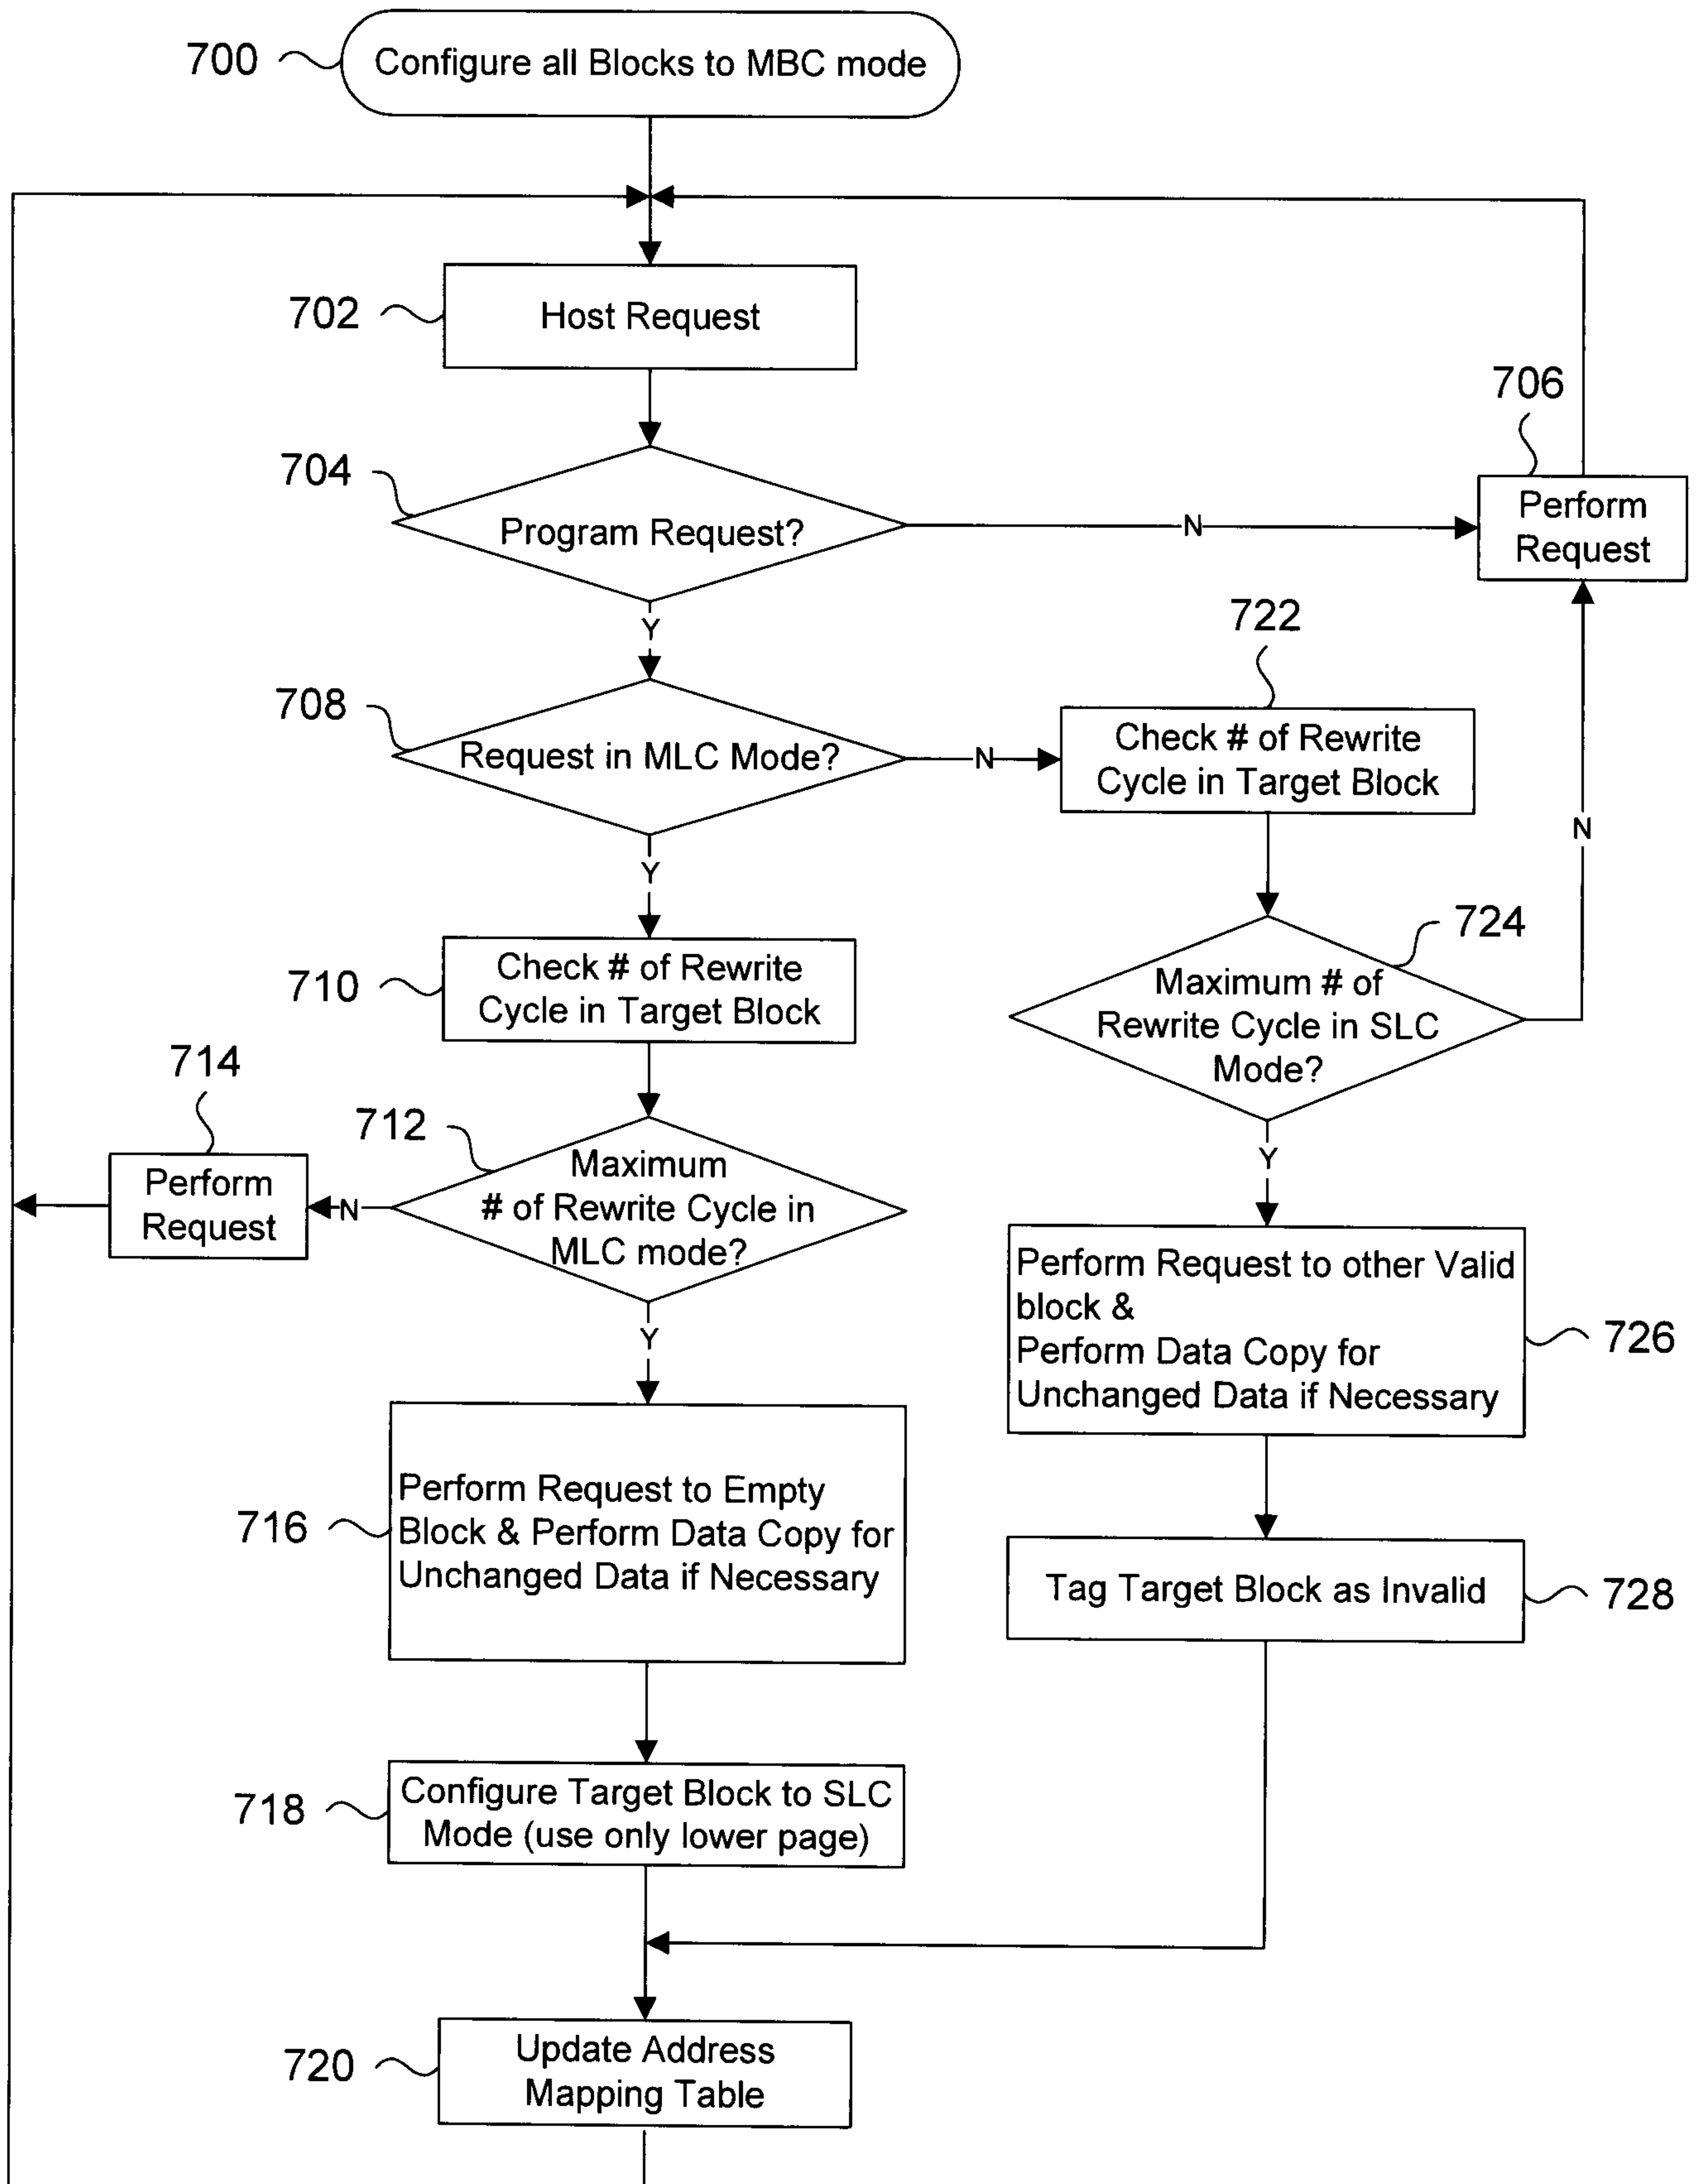 700
Configure all Blocks to MBC mode
702
Host Request
706
Perform
Request
704
Program Request?
N
Y
722
708
Request in MLC Mode?
N
Check # of Rewrite
Cycle in Target Block
N
Y
724
710
Check # of Rewrite
Cycle in Target Block
Maximum # of
Rewrite Cycle in SLC
Mode?
714
Perform
Request
712
Maximum
# of Rewrite Cycle in
MLC mode?
N
Y
Y
Perform Request to other Valid
block &
Perform Data Copy for
Unchanged Data if Necessary
726
716
Perform Request to Empty
Block & Perform Data Copy for
Unchanged Data if Necessary
Tag Target Block as Invalid
728
718
Configure Target Block to SLC
Mode (use only lower page)
720
Update Address
Mapping Table